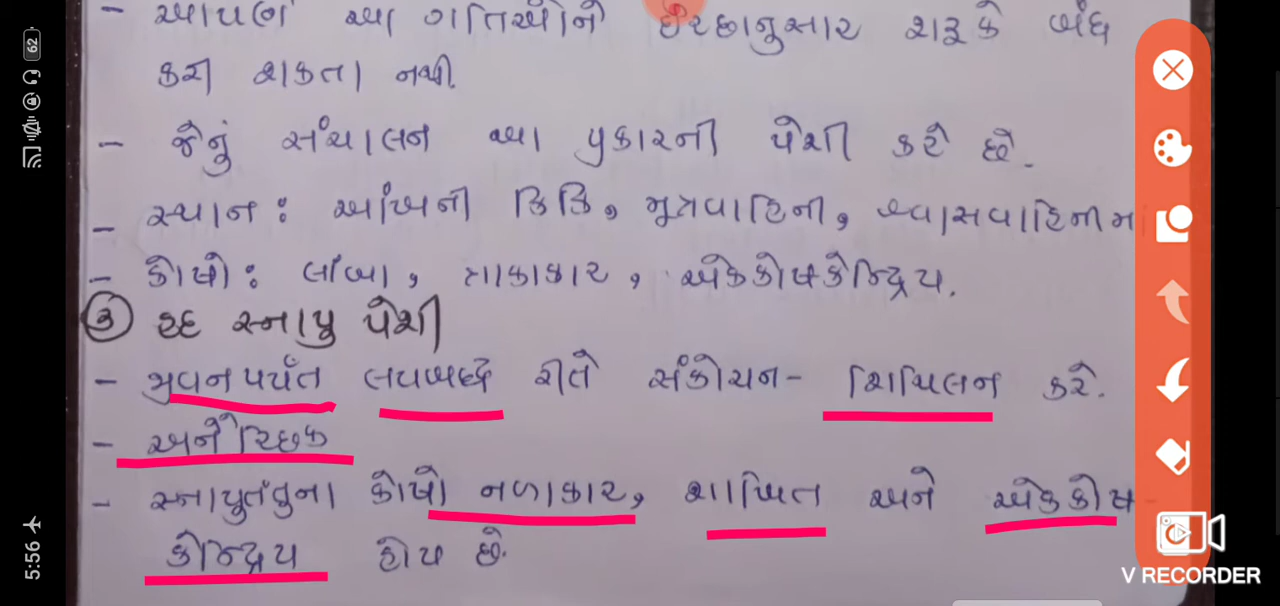 - આપણે આ ગતિઓને ઈચ્છાનુસાર શરૂ કે બંધ
કરી શકતા નથી.
- જેનું સંચાલન આ પ્રકારની પેશી કરે છે.
- સ્થાન: આંખની કિકિ, મૂત્રવાહિની, શ્વાસવાહિનીમાં
- કોષો: લાંબા, ત્રાકાકાર, એકકોષકેન્દ્રિય.
③ હૃદ સ્નાયુ પેશી
- જીવનપર્યંત લયબદ્ધ રીતે સંકોચન- શિથિલન કરે.
- અનૈચ્છિક
- સ્નાયુતંતુના કોષો નળાકાર, શાખિત અને એકકોષ-
કેન્દ્રિય હોય છે.
62
5:56
V RECORDER